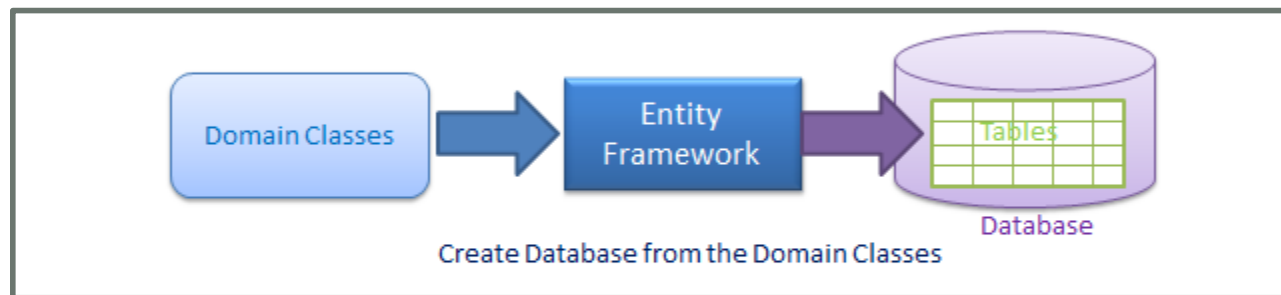 Domain Classes
Entity
Framework
Tables
Database
Create Database from the Domain Classes